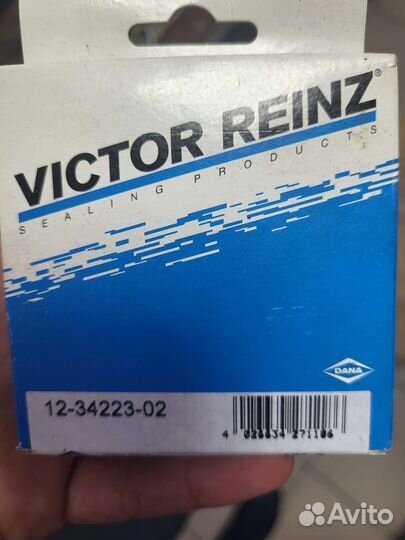 VICTOR REINZ®
SEALING PRODUCTS
DANA
12-34223-02
4 026634 271106
Avito